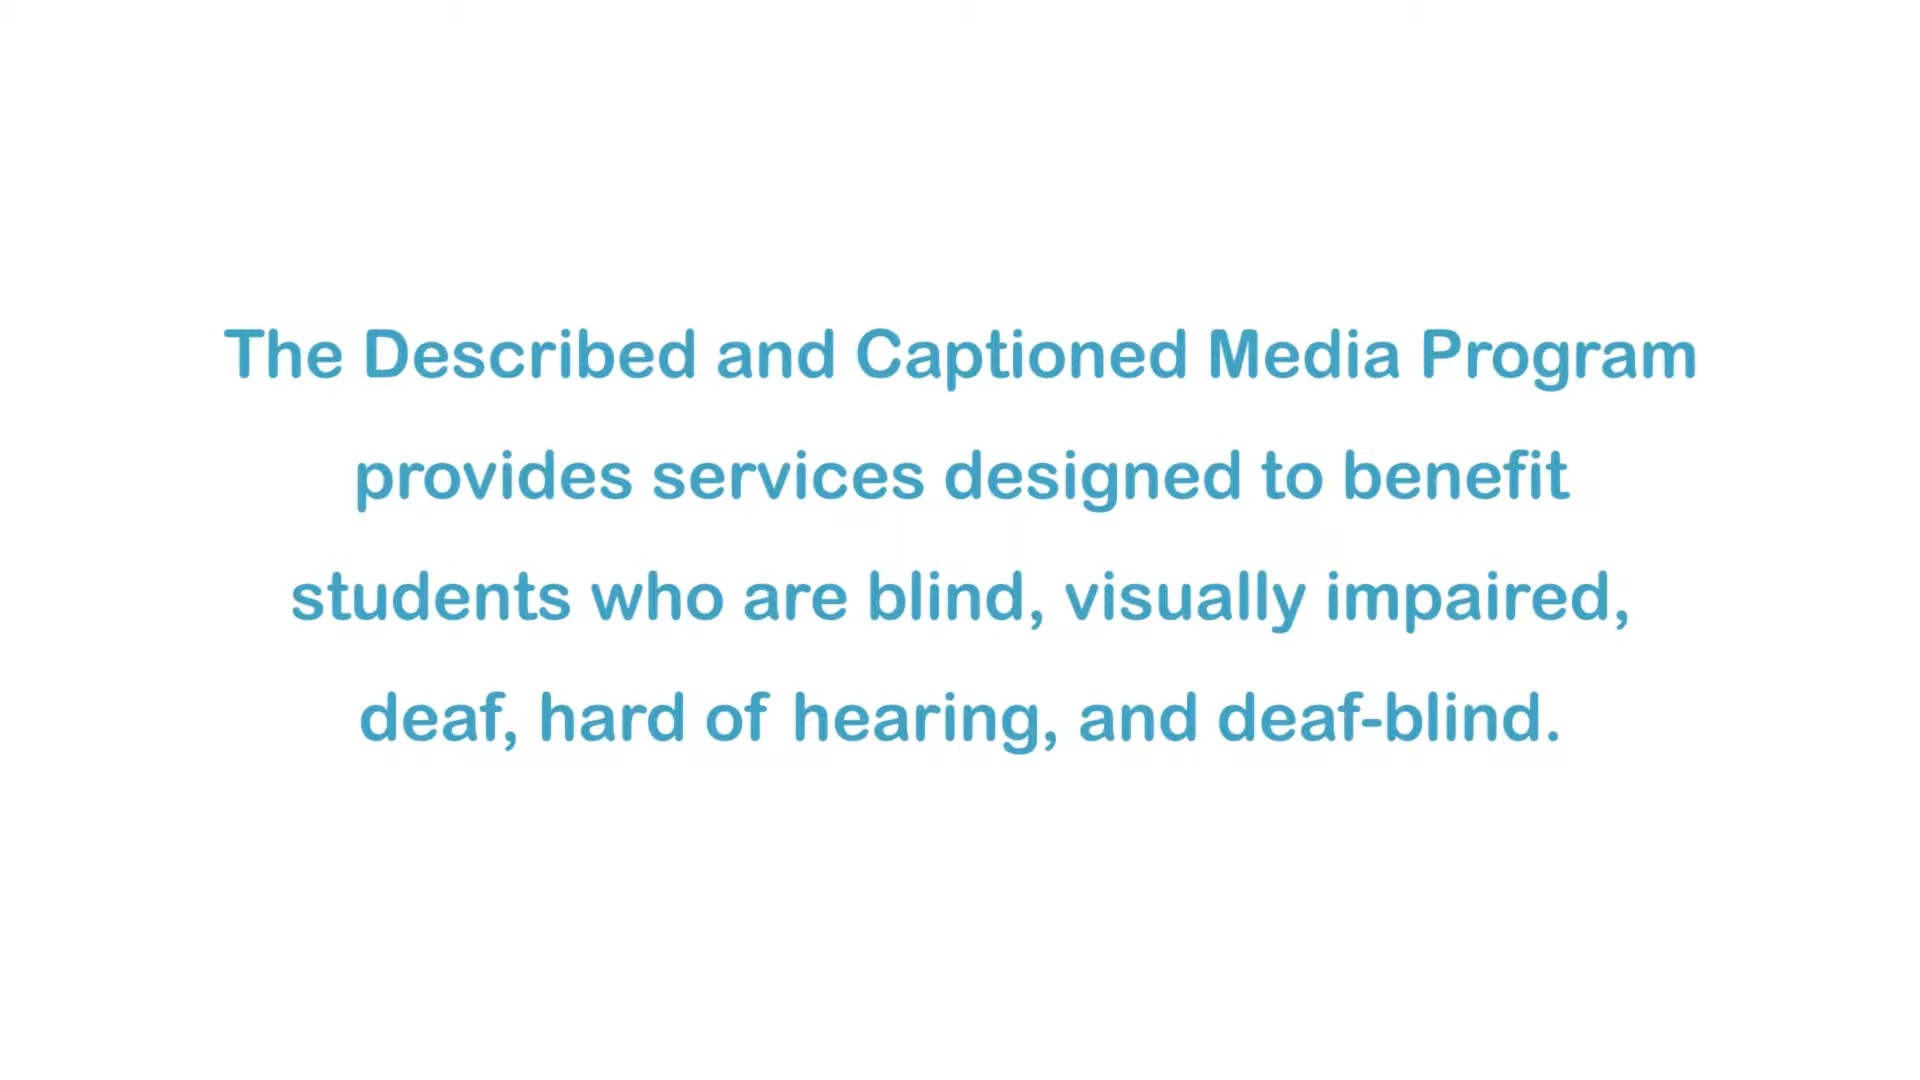 The Described and Captioned Media Program
provides services designed to benefit
students who are blind, visually impaired,
deaf, hard of hearing, and deaf-blind.